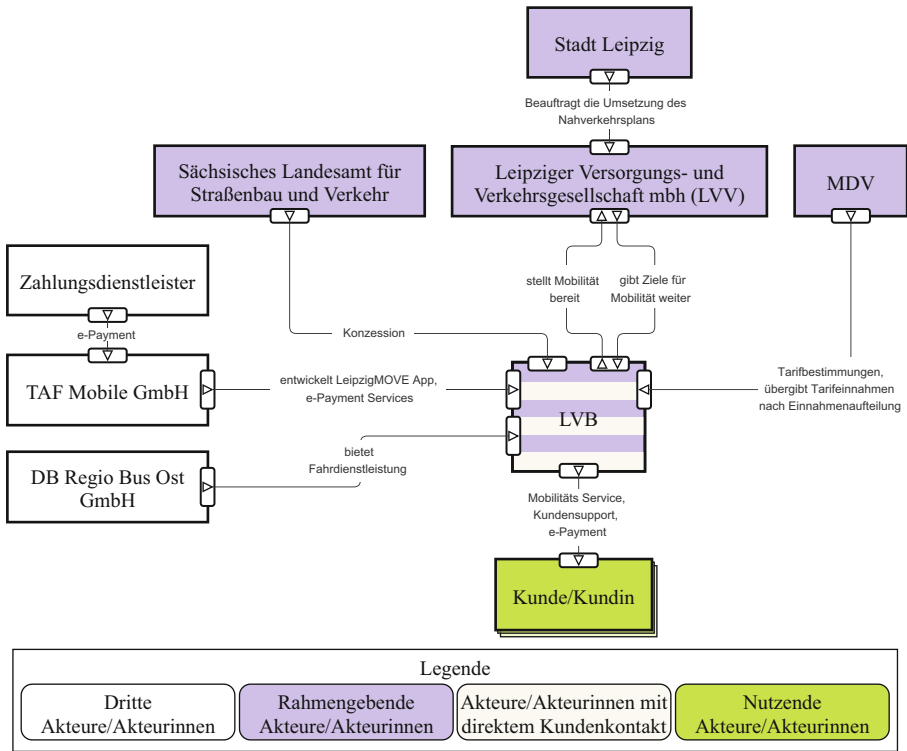 Stadt Leipzig
Beauftragt die Umsetzung des
Nahverkehrsplans
Sächsisches Landesamt für
Straßenbau und Verkehr
Leipziger Versorgungs- und
Verkehrsgesellschaft mbh (LVV)
MDV
Zahlungsdienstleister
stellt Mobilität
bereit
gibt Ziele für
Mobilität weiter
e-Payment
Konzession
TAF Mobile GmbH
entwickelt LeipzigMOVE App,
e-Payment Services
LVB
Tarifbestimmungen,
übergibt Tarifeinnahmen
nach Einnahmenaufteilung
DB Regio Bus Ost
GmbH
bietet
Fahrdienstleistung
Mobilitäts Service,
Kundensupport,
e-Payment
Kunde/Kundin
Legende
Dritte
Akteure/Akteurinnen
Rahmengebende
Akteure/Akteurinnen
Akteure/Akteurinnen mit
direktem Kundenkontakt
Nutzende
Akteure/Akteurinnen